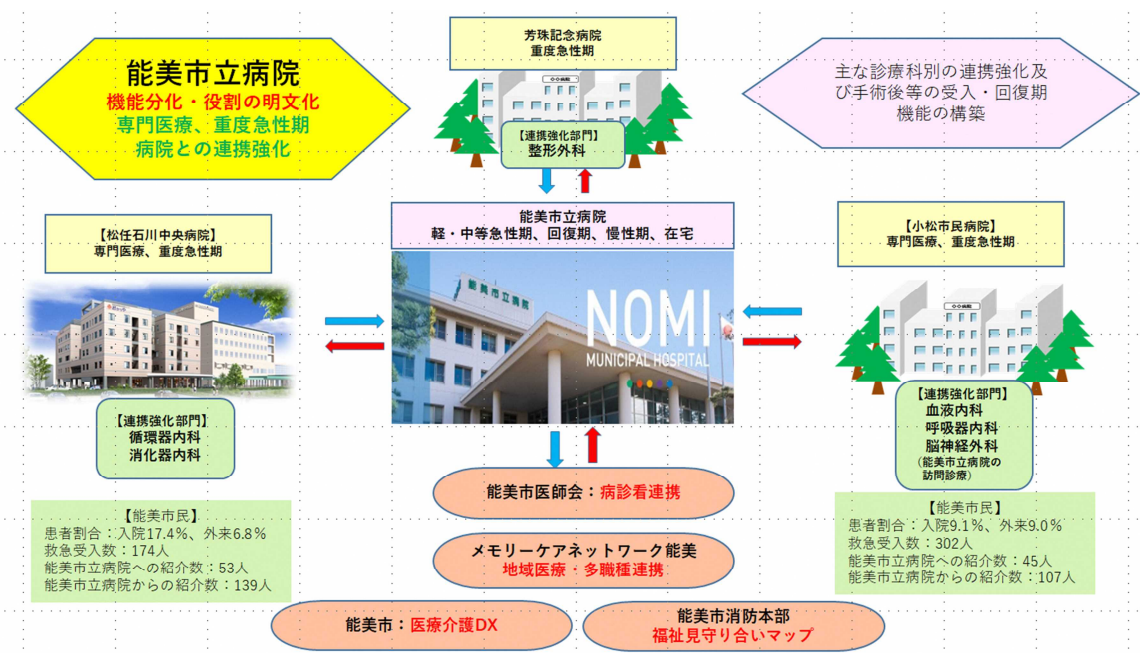 能美市立病院
機能分化・役割の明文化
専門医療、重度急性期
病院との連携強化
芳珠記念病院
重度急性期
【連携強化部門】
整形外科
主な診療科別の連携強化及
び手術後等の受入・回復期
機能の構築
【松任石川中央病院】
専門医療、重度急性期
能美市立病院
軽・中等急性期、回復期、慢性期、在宅
【小松市民病院】
専門医療、重度急性期
能美市立病院
NOMI
MUNICIPAL HOSPITAL
【連携強化部門】
循環器内科
消化器内科
【連携強化部門】
血液内科
呼吸器内科
脳神経外科
(能美市立病院の
訪問診療)
【能美市民】
患者割合：入院17.4％、外来6.8％
救急受入数：174人
能美市立病院への紹介数：53人
能美市立病院からの紹介数：139人
能美市医師会：病診看連携
メモリーケアネットワーク能美
地域医療・多職種連携
能美市：医療介護DX
能美市消防本部
福祉見守り合いマップ
【能美市民】
患者割合：入院9.1％、外来9.0％
救急受入数：302人
能美市立病院への紹介数：45人
能美市立病院からの紹介数：107人